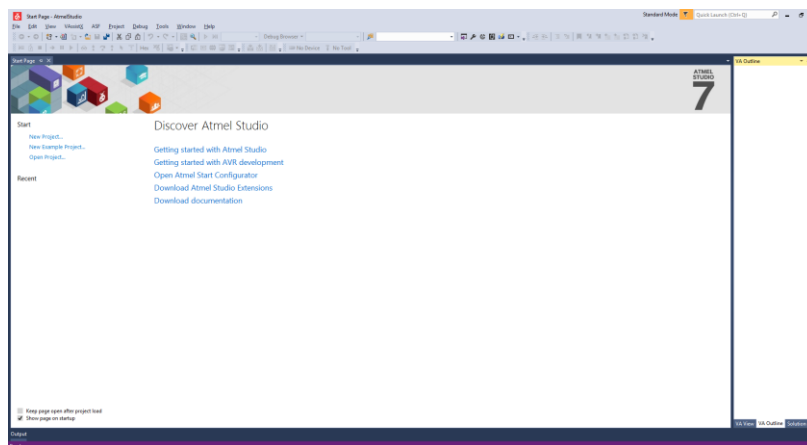 Start Page - AtmelStudio
Standard Mode
Quick Launch (Ctrl+Q)
File Edit View VAssistX ASF Project Debug Tools Window Help
Debug Browser
Hex
No Device
No Tool
Start Page
VA Outline
ATMEL
STUDIO
7
Start
Discover Atmel Studio
New Project...
New Example Project...
Open Project...
Getting started with Atmel Studio
Getting started with AVR development
Open Atmel Start Configurator
Download Atmel Studio Extensions
Download documentation
Recent
Keep page open after project load
Show page on startup
VA View VA Outline Solution
Output